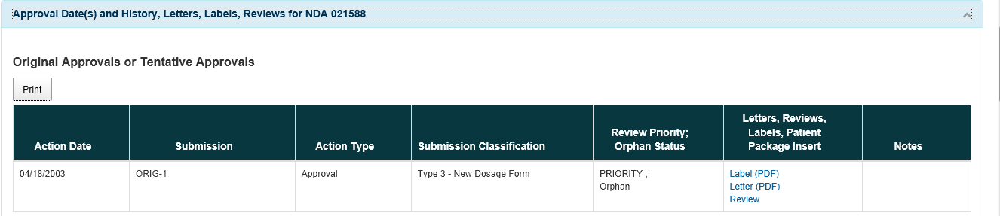 Approval Date(s) and History, Letters, Labels, Reviews for NDA 021588
Original Approvals or Tentative Approvals
Print
Action Date
Submission
Action Type
Submission Classification
Review Priority;
Orphan Status
Letters, Reviews,
Labels, Patient
Package Insert
Notes
04/18/2003
ORIG-1
Approval
Type 3 - New Dosage Form
PRIORITY ;
Orphan
Label (PDF)
Letter (PDF)
Review